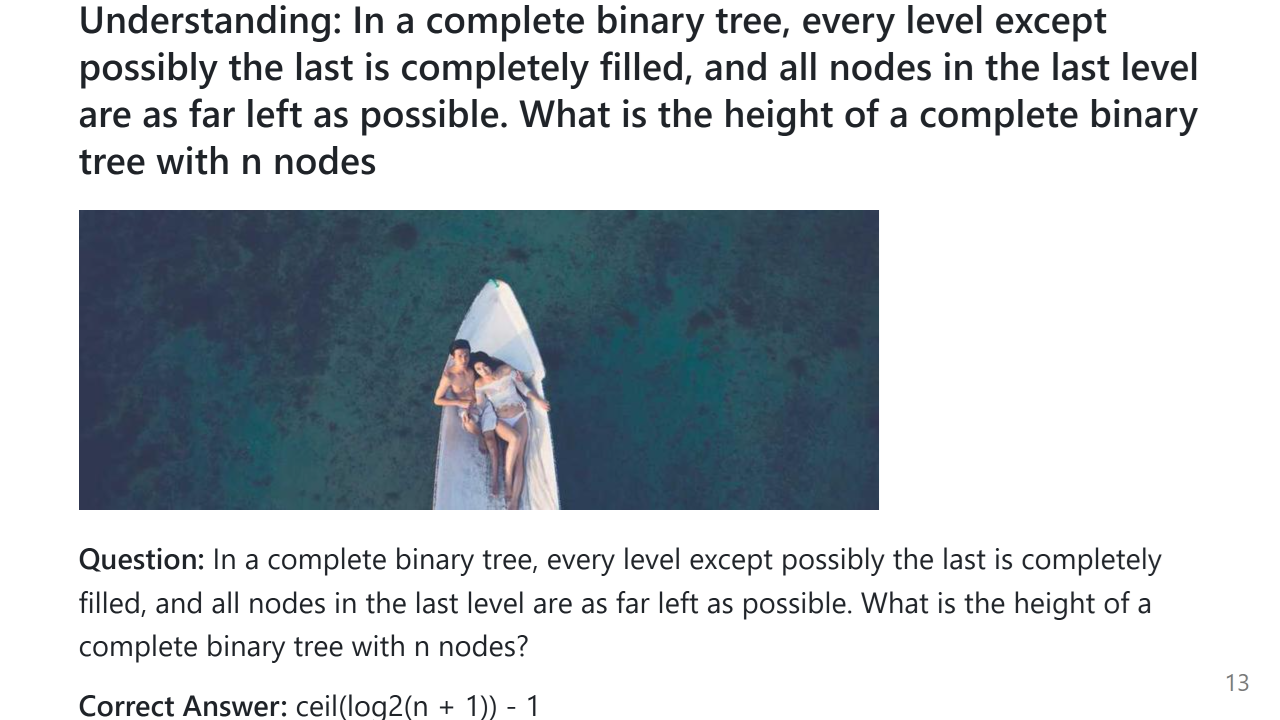 Understanding: In a complete binary tree, every level except
possibly the last is completely filled, and all nodes in the last level
are as far left as possible. What is the height of a complete binary
tree with n nodes
Question: In a complete binary tree, every level except possibly the last is completely
filled, and all nodes in the last level are as far left as possible. What is the height of a
complete binary tree with n nodes?
13
Correct Answer: ceil(log2(n + 1)) - 1